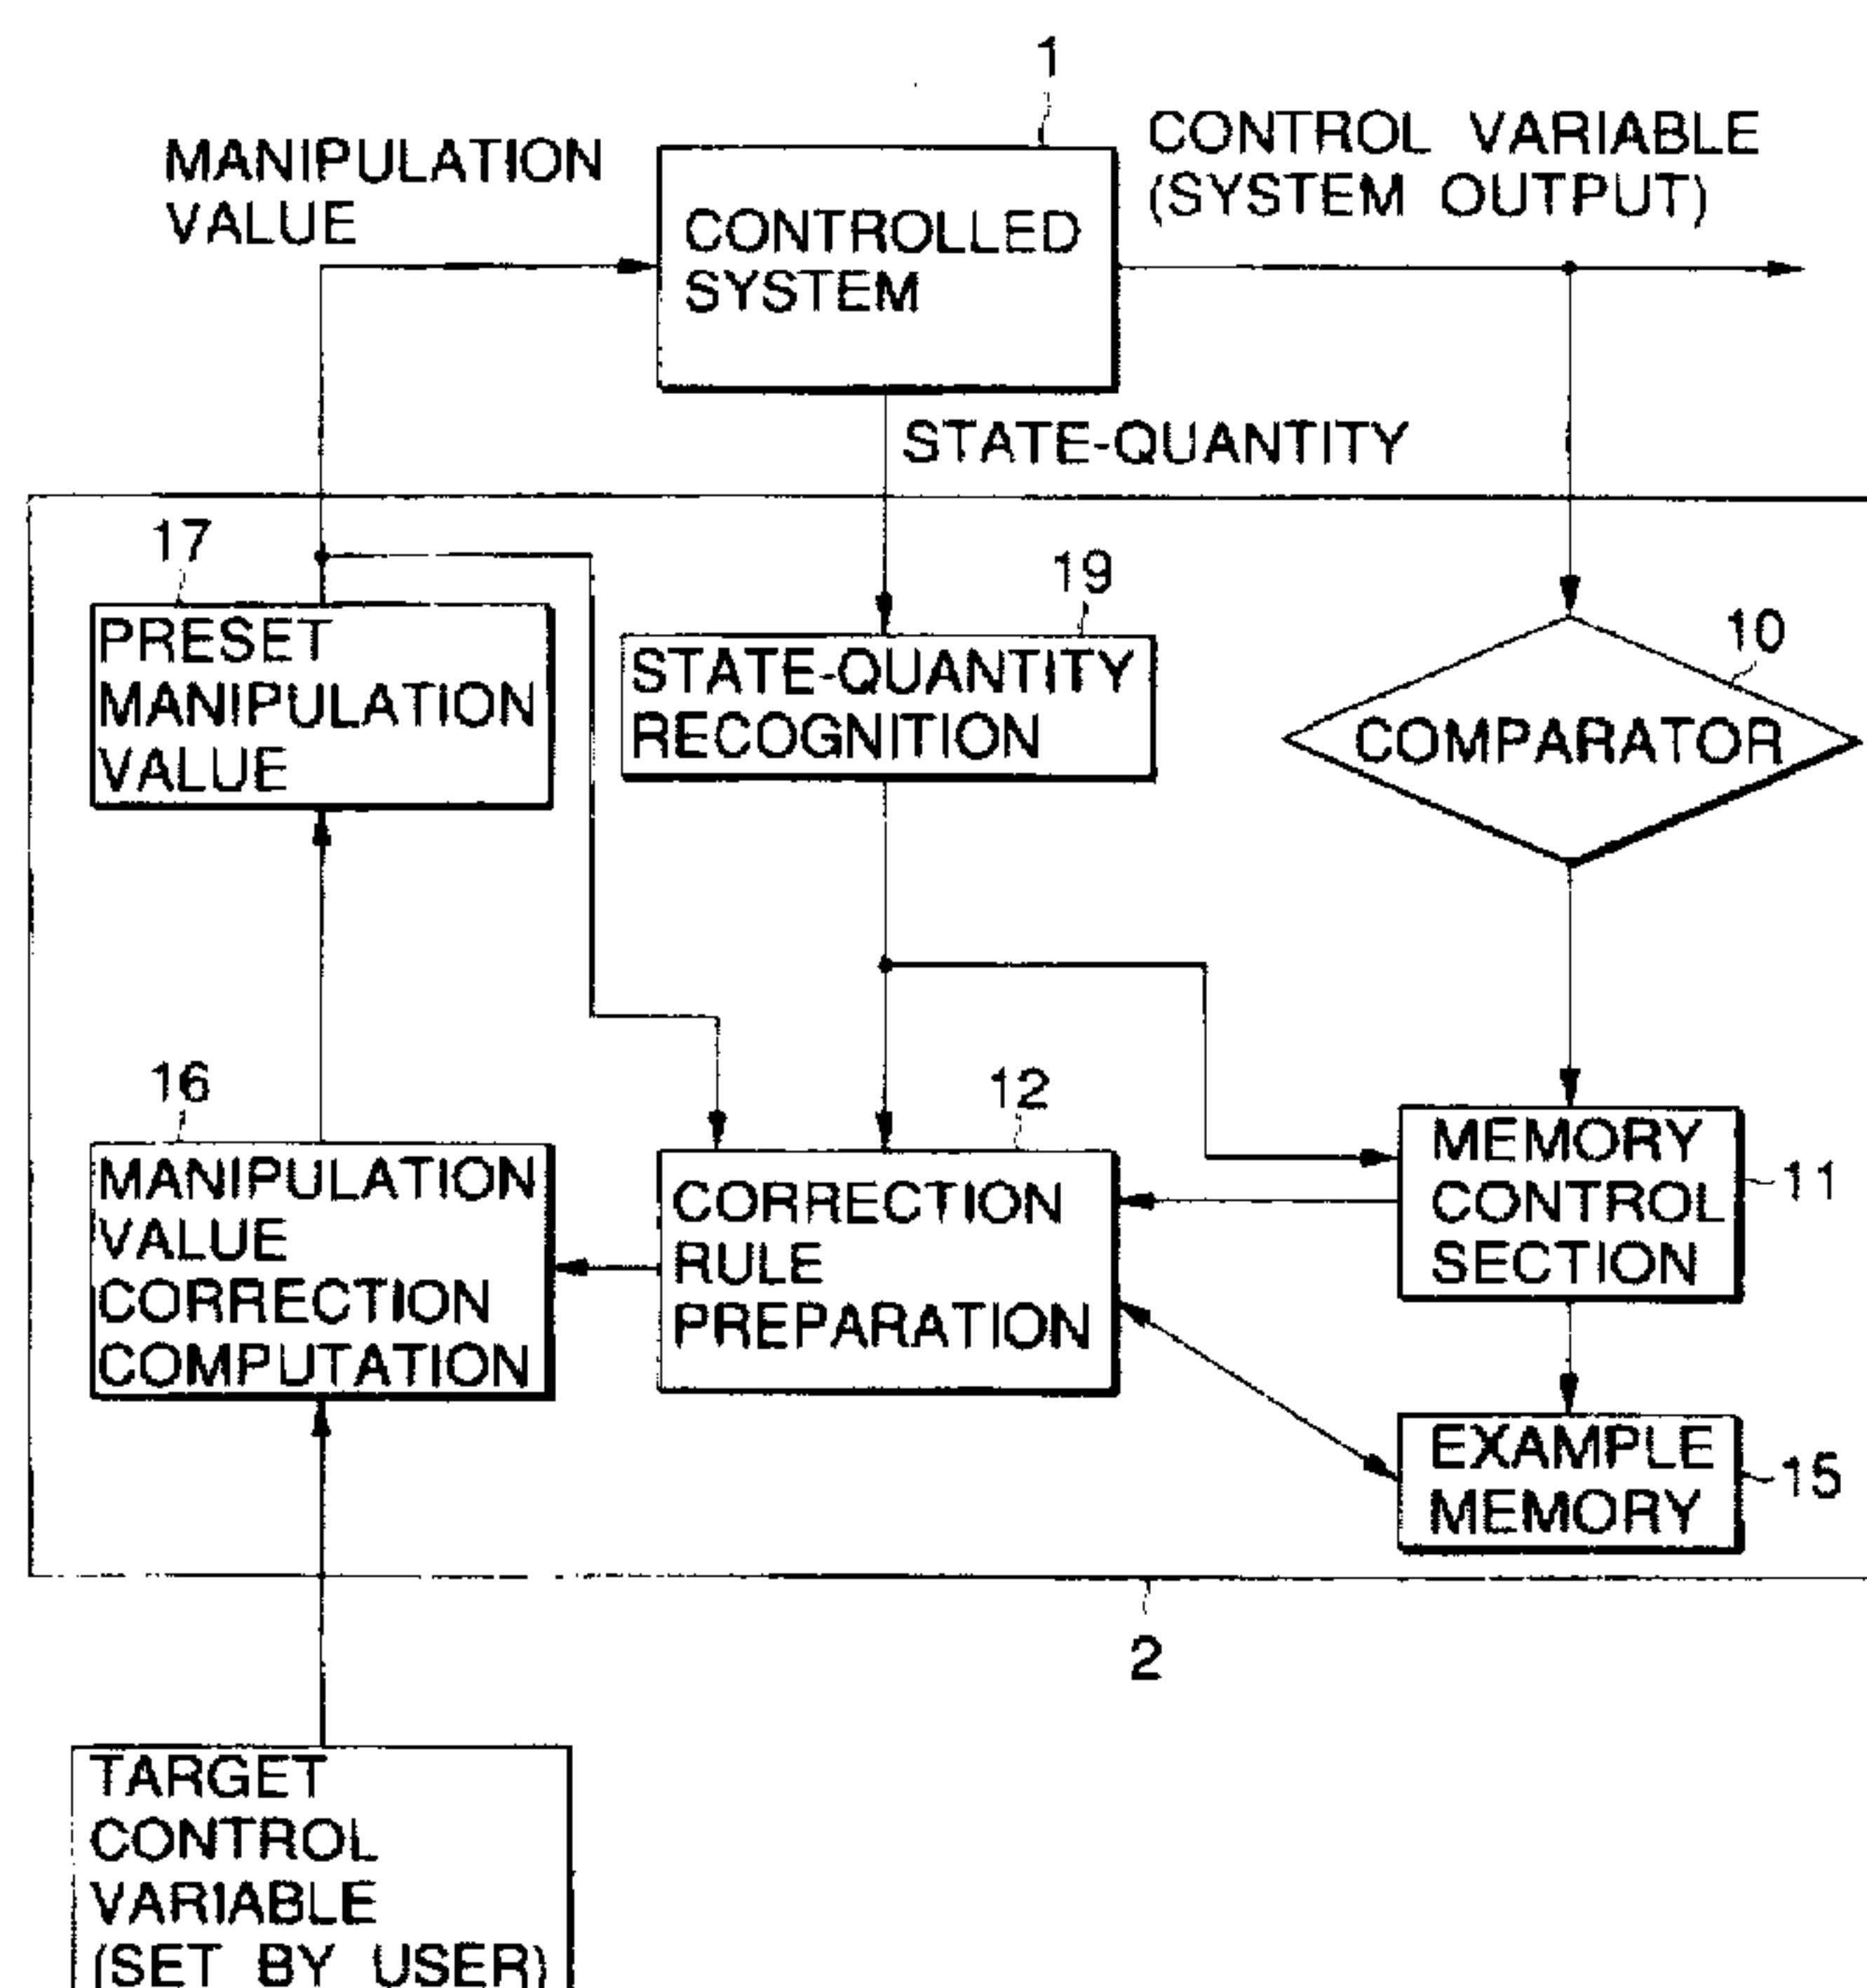 1
MANIPULATION
VALUE
CONTROL VARIABLE
(SYSTEM OUTPUT)
CONTROLLED
SYSTEM
STATE-QUANTITY
17
PRESET
MANIPULATION
VALUE
19
STATE-QUANTITY
RECOGNITION
10
COMPARATOR
16
MANIPULATION
VALUE
CORRECTION
COMPUTATION
12
CORRECTION
RULE
PREPARATION
MEMORY
CONTROL
SECTION
11
EXAMPLE
MEMORY
15
2
TARGET
CONTROL
VARIABLE
(SET BY USER)